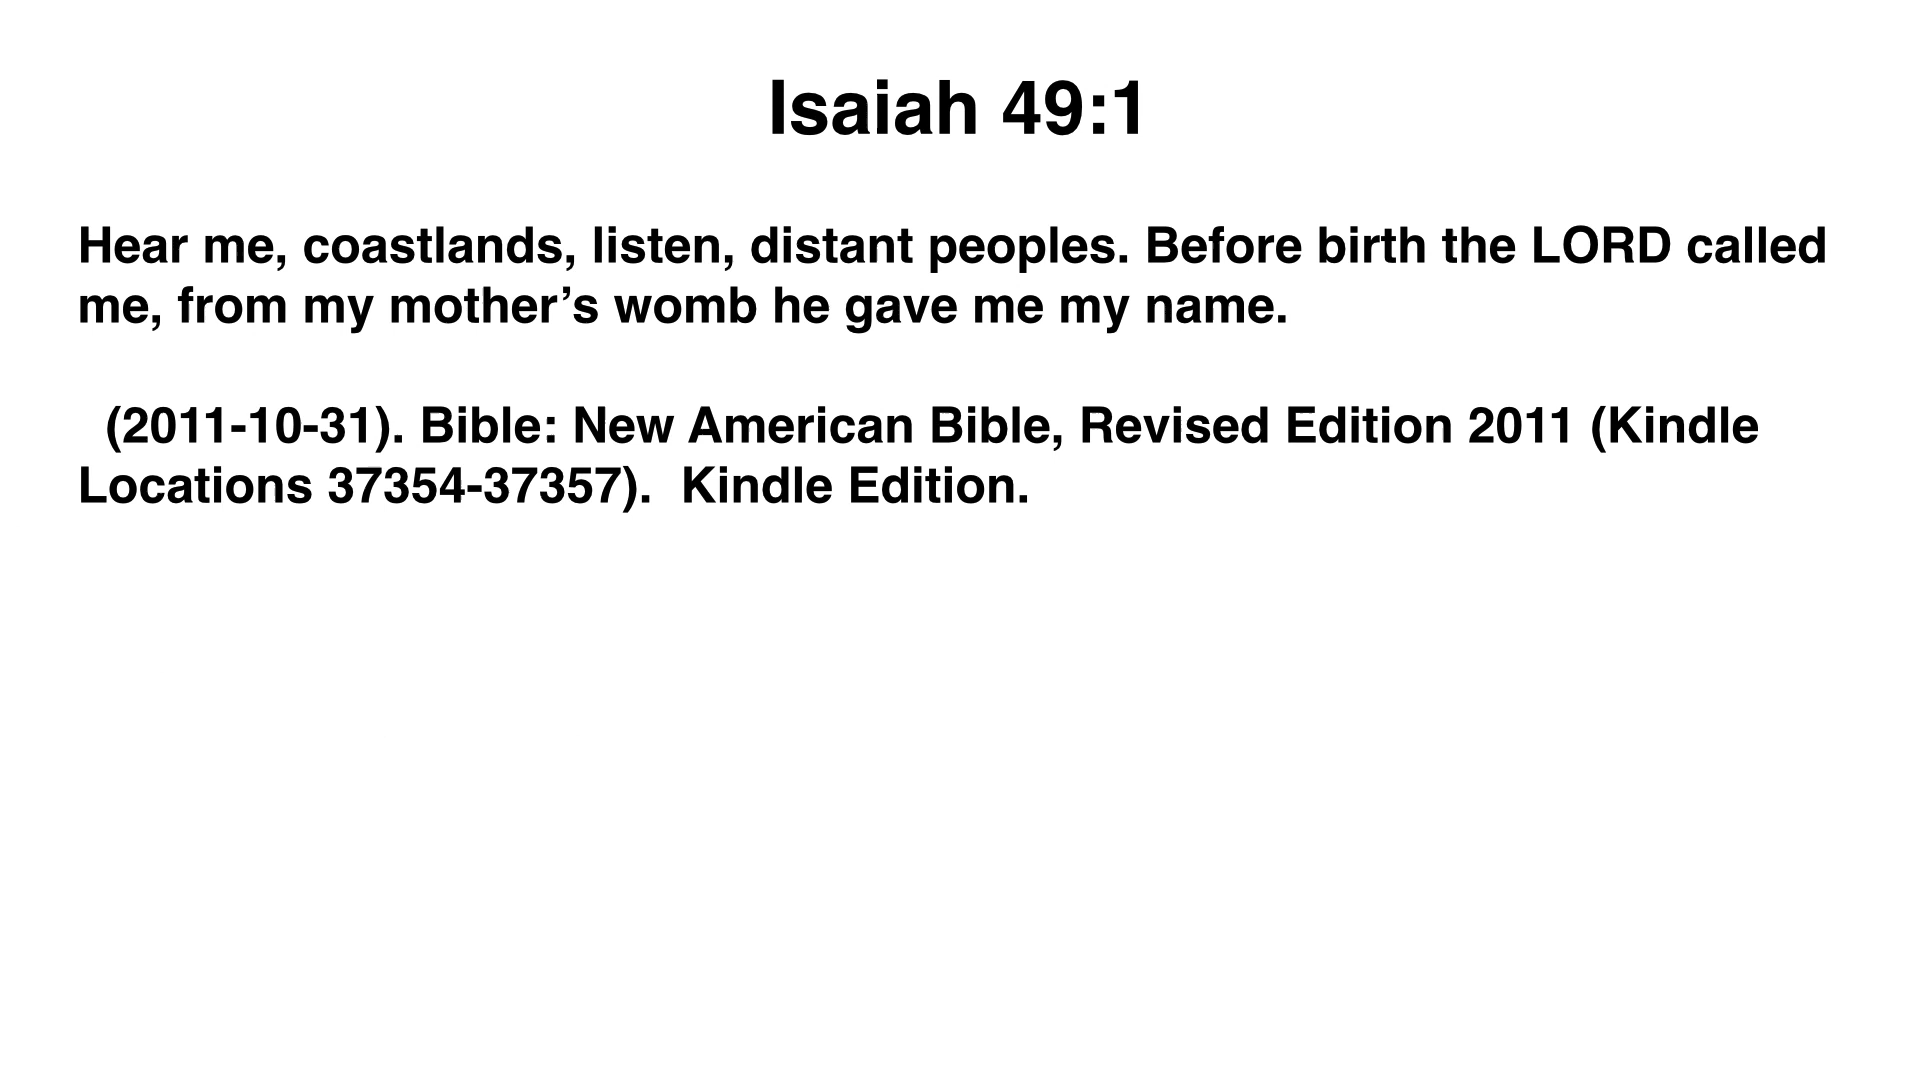 Isaiah 49:1
Hear me, coastlands, listen, distant peoples. Before birth the LORD called
me, from my mother’s womb he gave me my name.
(2011-10-31). Bible: New American Bible, Revised Edition 2011 (Kindle
Locations 37354-37357).  Kindle Edition.